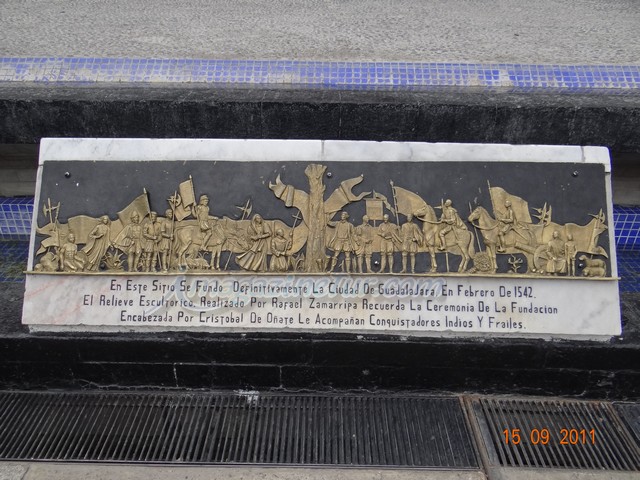 En Este Sitio Se Fundo Definitivamente La Ciudad De Guadalajara, En Febrero De 1542.
El Relieve Escultrorico, Realizado Por Rafael Zamarripa Recuerda La Ceremonia De La Fundacion
Encabezada Por Cristobal De Oñate Le Acompañan Conquistadores Indios Y Frailes.
15 09 2011